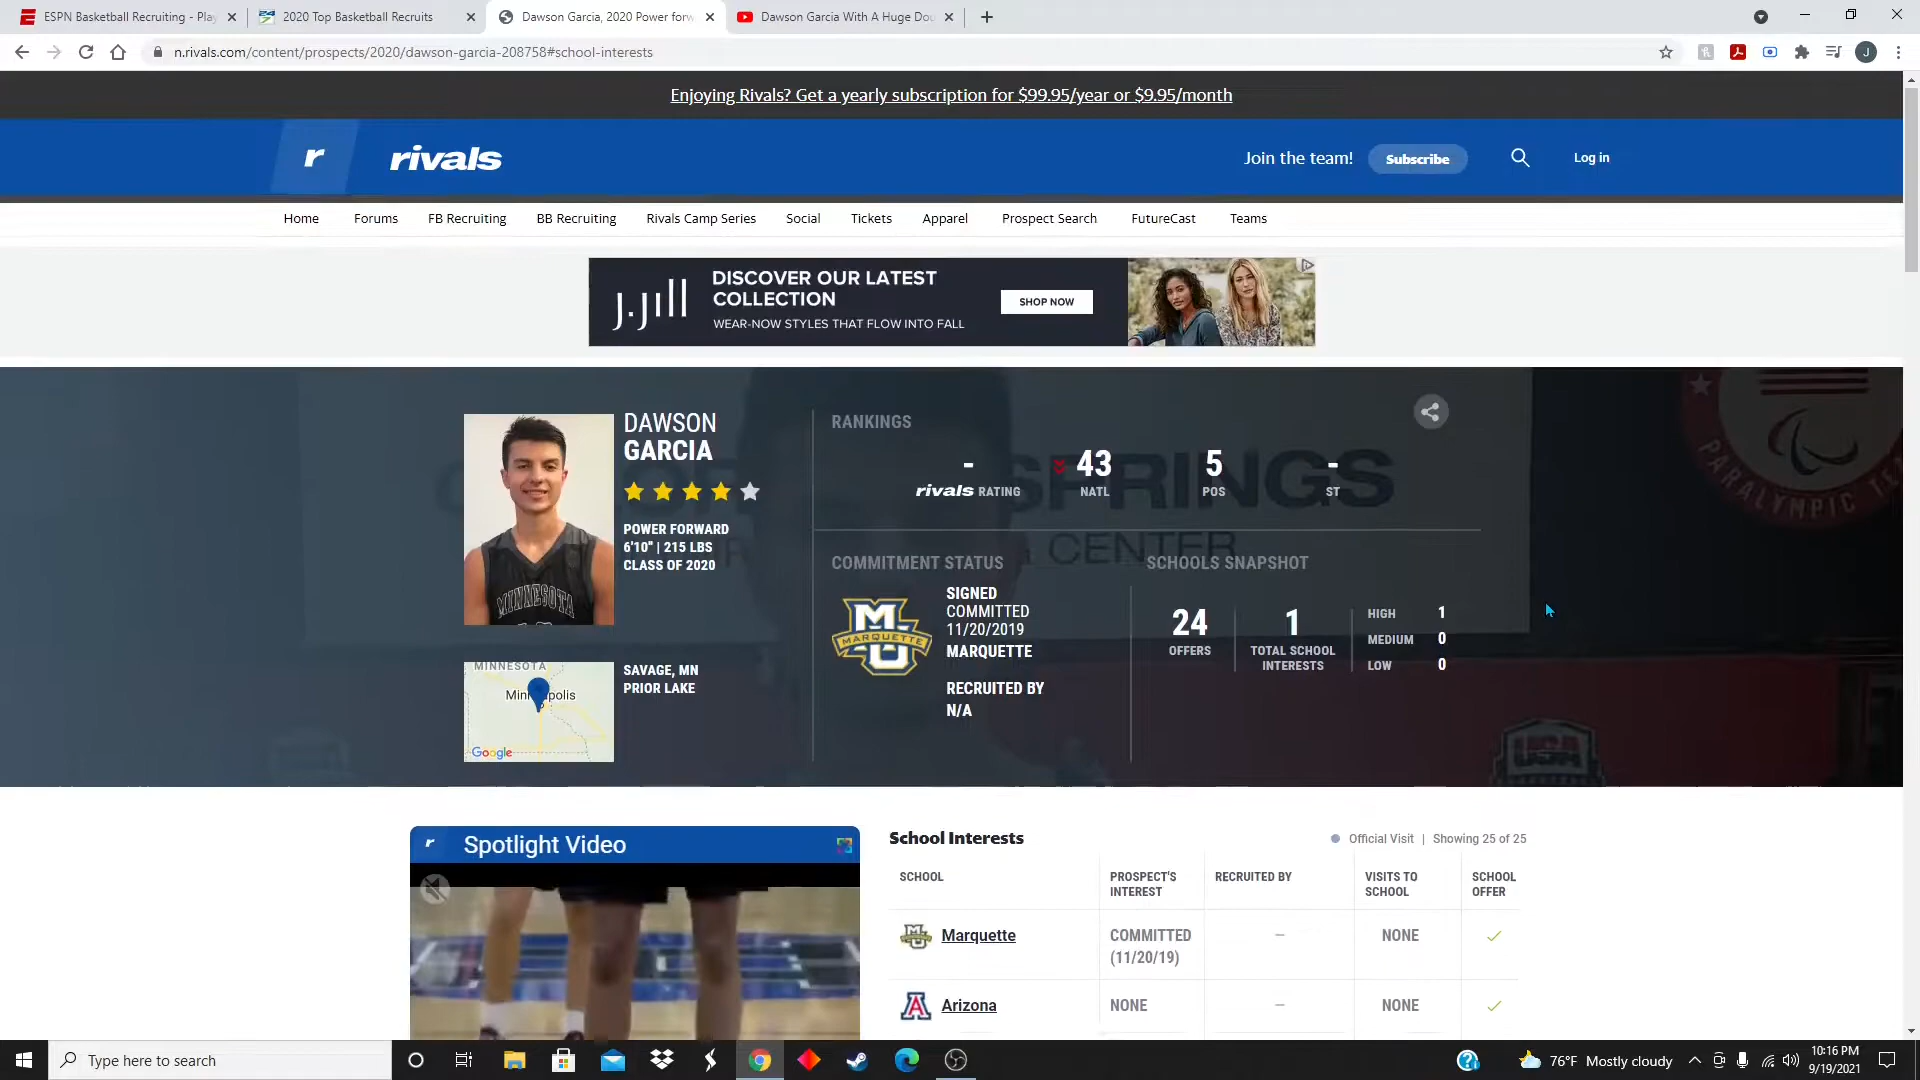 ESPN Basketball Recruiting - Play
2020 Top Basketball Recruits
Dawson Garcia, 2020 Power forw
Dawson Garcia With A Huge Dou
n.rivals.com/content/prospects/2020/dawson-garcia-208758#school-interests
J
Enjoying Rivals? Get a yearly subscription for $99.95/year or $9.95/month
r rivals
Join the team! Subscribe Log in
Home Forums FB Recruiting BB Recruiting Rivals Camp Series Social Tickets Apparel Prospect Search FutureCast Teams
J.Jill
DISCOVER OUR LATEST
COLLECTION
WEAR-NOW STYLES THAT FLOW INTO FALL
SHOP NOW
DAWSON
GARCIA
POWER FORWARD
6'10" | 215 LBS
CLASS OF 2020
MINNESOTA
SAVAGE, MN
PRIOR LAKE
MINNESOTA
Google
RANKINGS
- 43 5 -
rivals RATING NATL POS ST
SPRINGS
CENTER
PARALYMPIC
USA
COMMITMENT STATUS
MU
MARQUETTE
SIGNED
COMMITTED
11/20/2019
MARQUETTE
RECRUITED BY
N/A
SCHOOLS SNAPSHOT
24
OFFERS
1
TOTAL SCHOOL
INTERESTS
HIGH 1
MEDIUM 0
LOW 0
r Spotlight Video
School Interests
Official Visit | Showing 25 of 25
SCHOOL PROSPECT'S INTEREST RECRUITED BY VISITS TO SCHOOL SCHOOL OFFER
Marquette COMMITTED (11/20/19) – NONE
A Arizona NONE – NONE
Type here to search
76°F Mostly cloudy
10:16 PM
9/19/2021